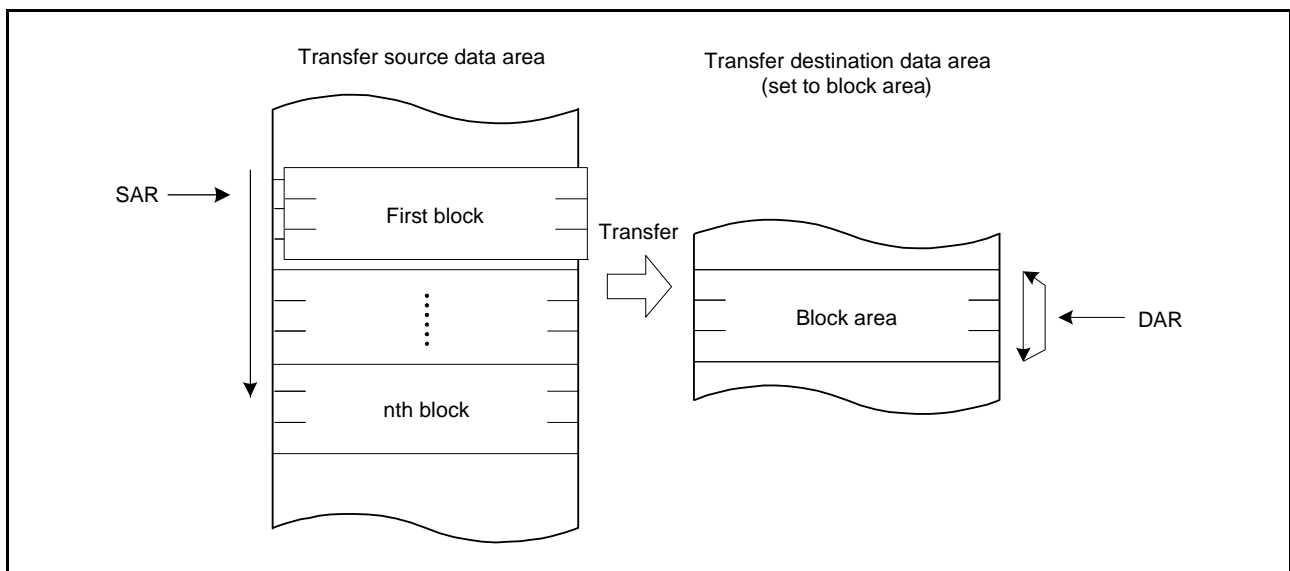 Transfer source data area
Transfer destination data area
(set to block area)
SAR
First block
Transfer
Block area
DAR
nth block